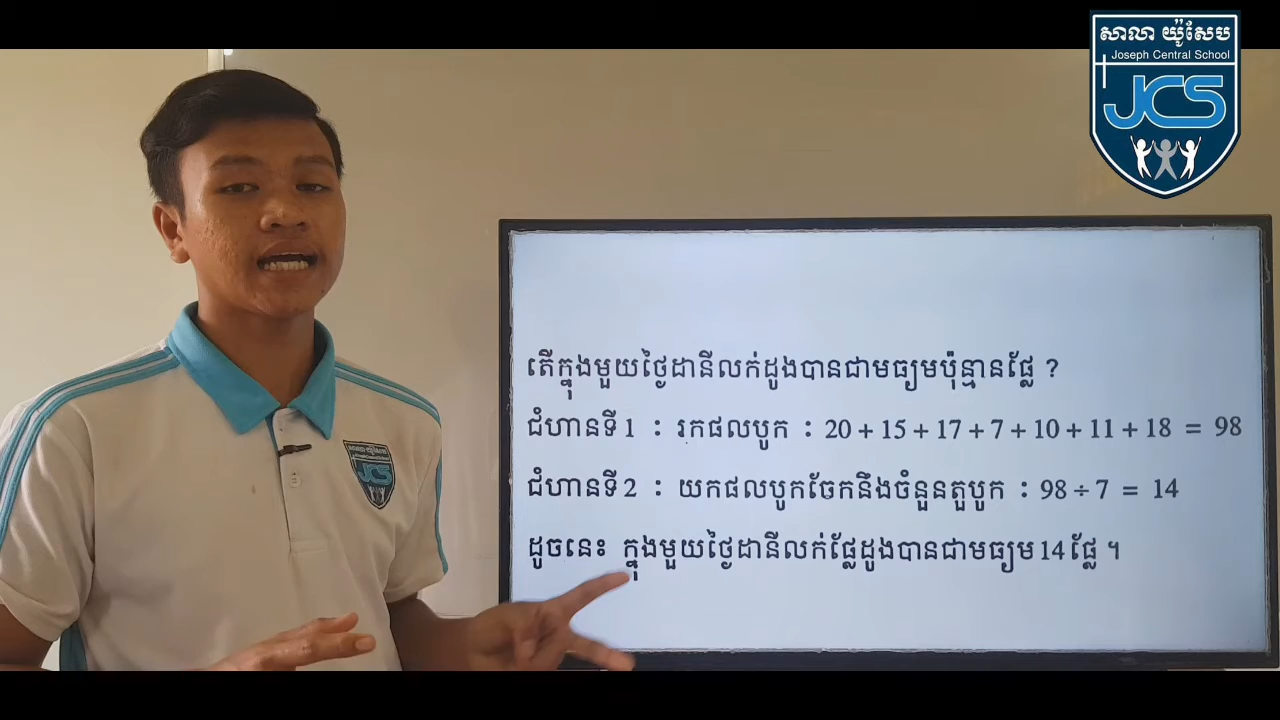 សាលា យ៉ូសែប
Joseph Central School
JCS
តើក្នុងមួយថ្ងៃដានីលក់ដូងបានជាមធ្យមប៉ុន្មានផ្លែ ?
ជំហានទី1 : រកផលបូក : 20 + 15 + 17 + 7 + 10 + 11 + 18 = 98
ជំហានទី2 : យកផលបូកចែកនឹងចំនួនតួបូក : 98 ÷ 7 = 14
ដូចនេះ ក្នុងមួយថ្ងៃដានីលក់ផ្លែដូងបានជាមធ្យម 14 ផ្លែ ។
JCS